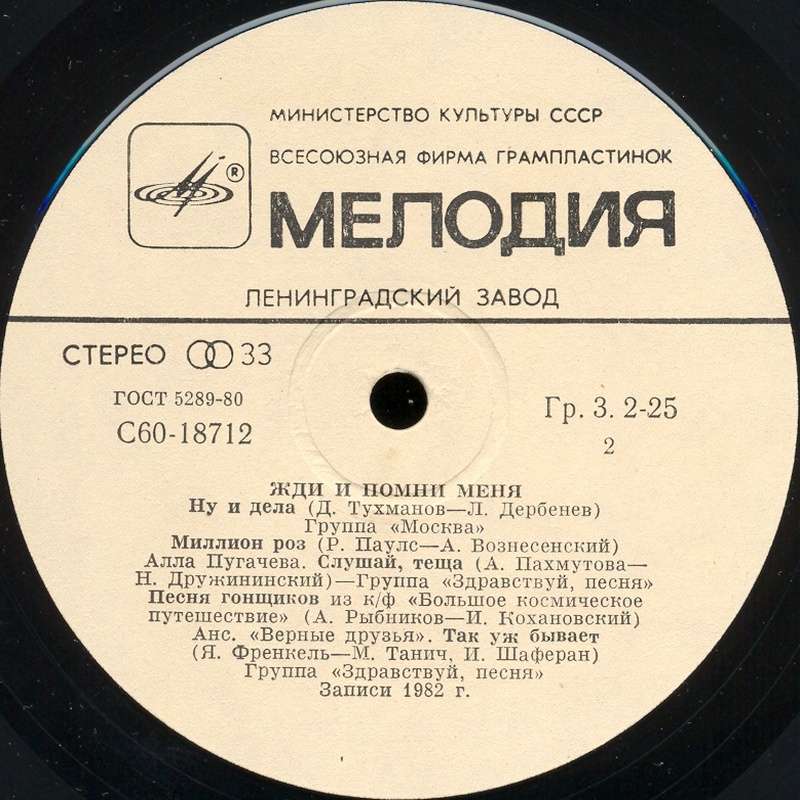 МИНИСТЕРСТВО КУЛЬТУРЫ СССР
ВСЕСОЮЗНАЯ ФИРМА ГРАМПЛАСТИНОК
®
МЕЛОДИЯ
ЛЕНИНГРАДСКИЙ ЗАВОД
СТЕРЕО 33
ГОСТ 5289-80
С60-18712
Гр. 3. 2-25
2
ЖДИ И ПОМНИ МЕНЯ
Ну и дела (Д. Тухманов—Л. Дербенев)
Группа «Москва»
Миллион роз (Р. Паулс—А. Вознесенский)
Алла Пугачева. Слушай, теща (А. Пахмутова—
Н. Дружининский)—Группа «Здравствуй, песня»
Песня гонщиков из к/ф «Большое космическое
путешествие» (А. Рыбников—И. Кохановский)
Анс. «Верные друзья». Так уж бывает
(Я. Френкель—М. Танич, И. Шаферан)
Группа «Здравствуй, песня»
Записи 1982 г.